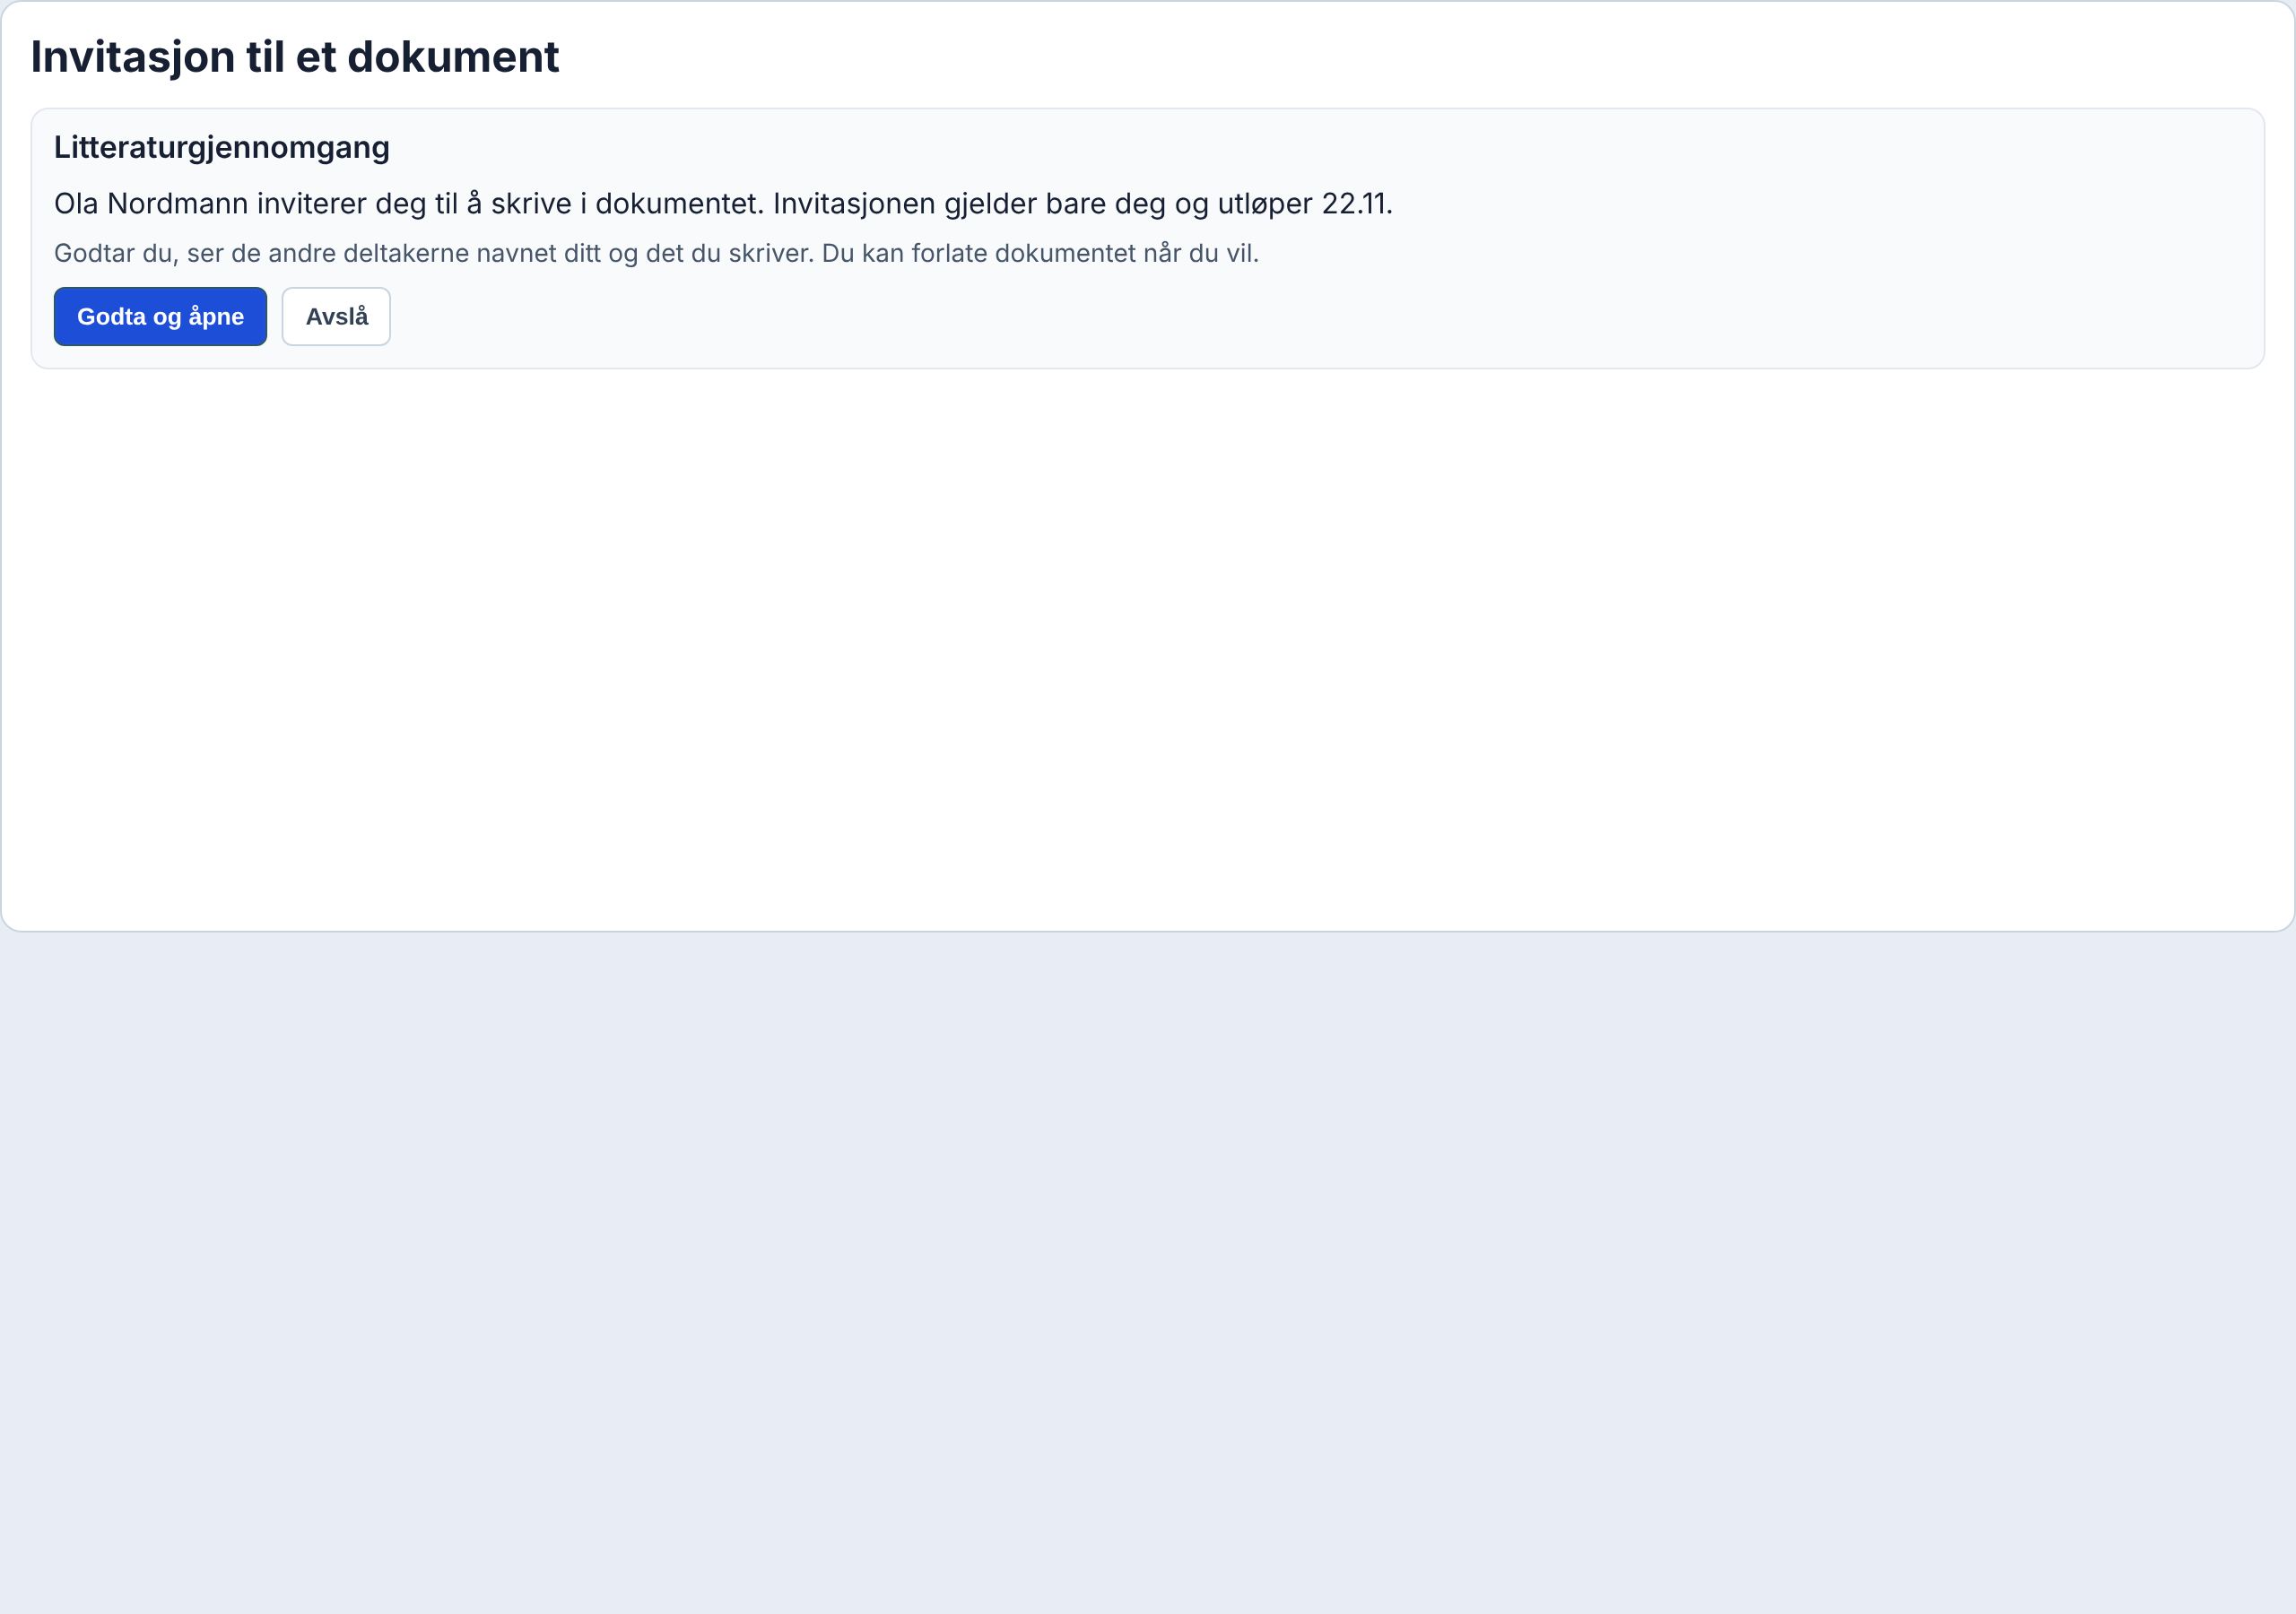 Invitasjon til et dokument
Litteraturgjennomgang
Ola Nordmann inviterer deg til å skrive i dokumentet. Invitasjonen gjelder bare deg og utløper 22.11.
Godtar du, ser de andre deltakerne navnet ditt og det du skriver. Du kan forlate dokumentet når du vil.
Godta og åpne
Avslå